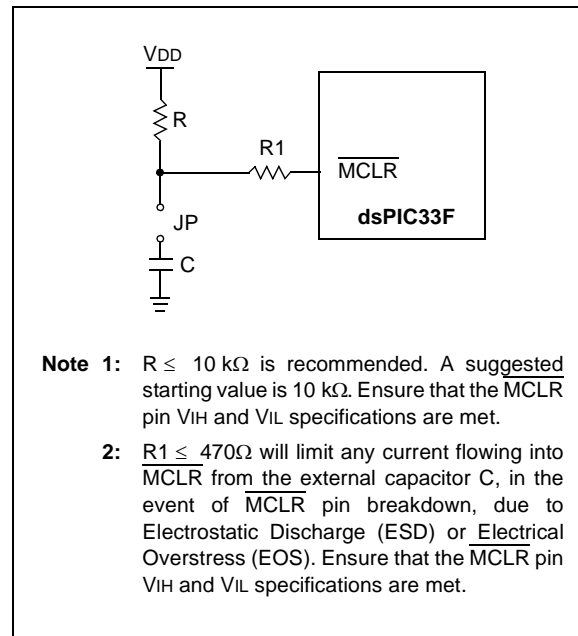 VDD
R
R1
MCLR
dsPIC33F
JP
C
Note 1: R ≤ 10 kΩ is recommended. A suggested
starting value is 10 kΩ. Ensure that the MCLR
pin VIH and VIL specifications are met.
2: R1 ≤ 470Ω will limit any current flowing into
MCLR from the external capacitor C, in the
event of MCLR pin breakdown, due to
Electrostatic Discharge (ESD) or Electrical
Overstress (EOS). Ensure that the MCLR pin
VIH and VIL specifications are met.